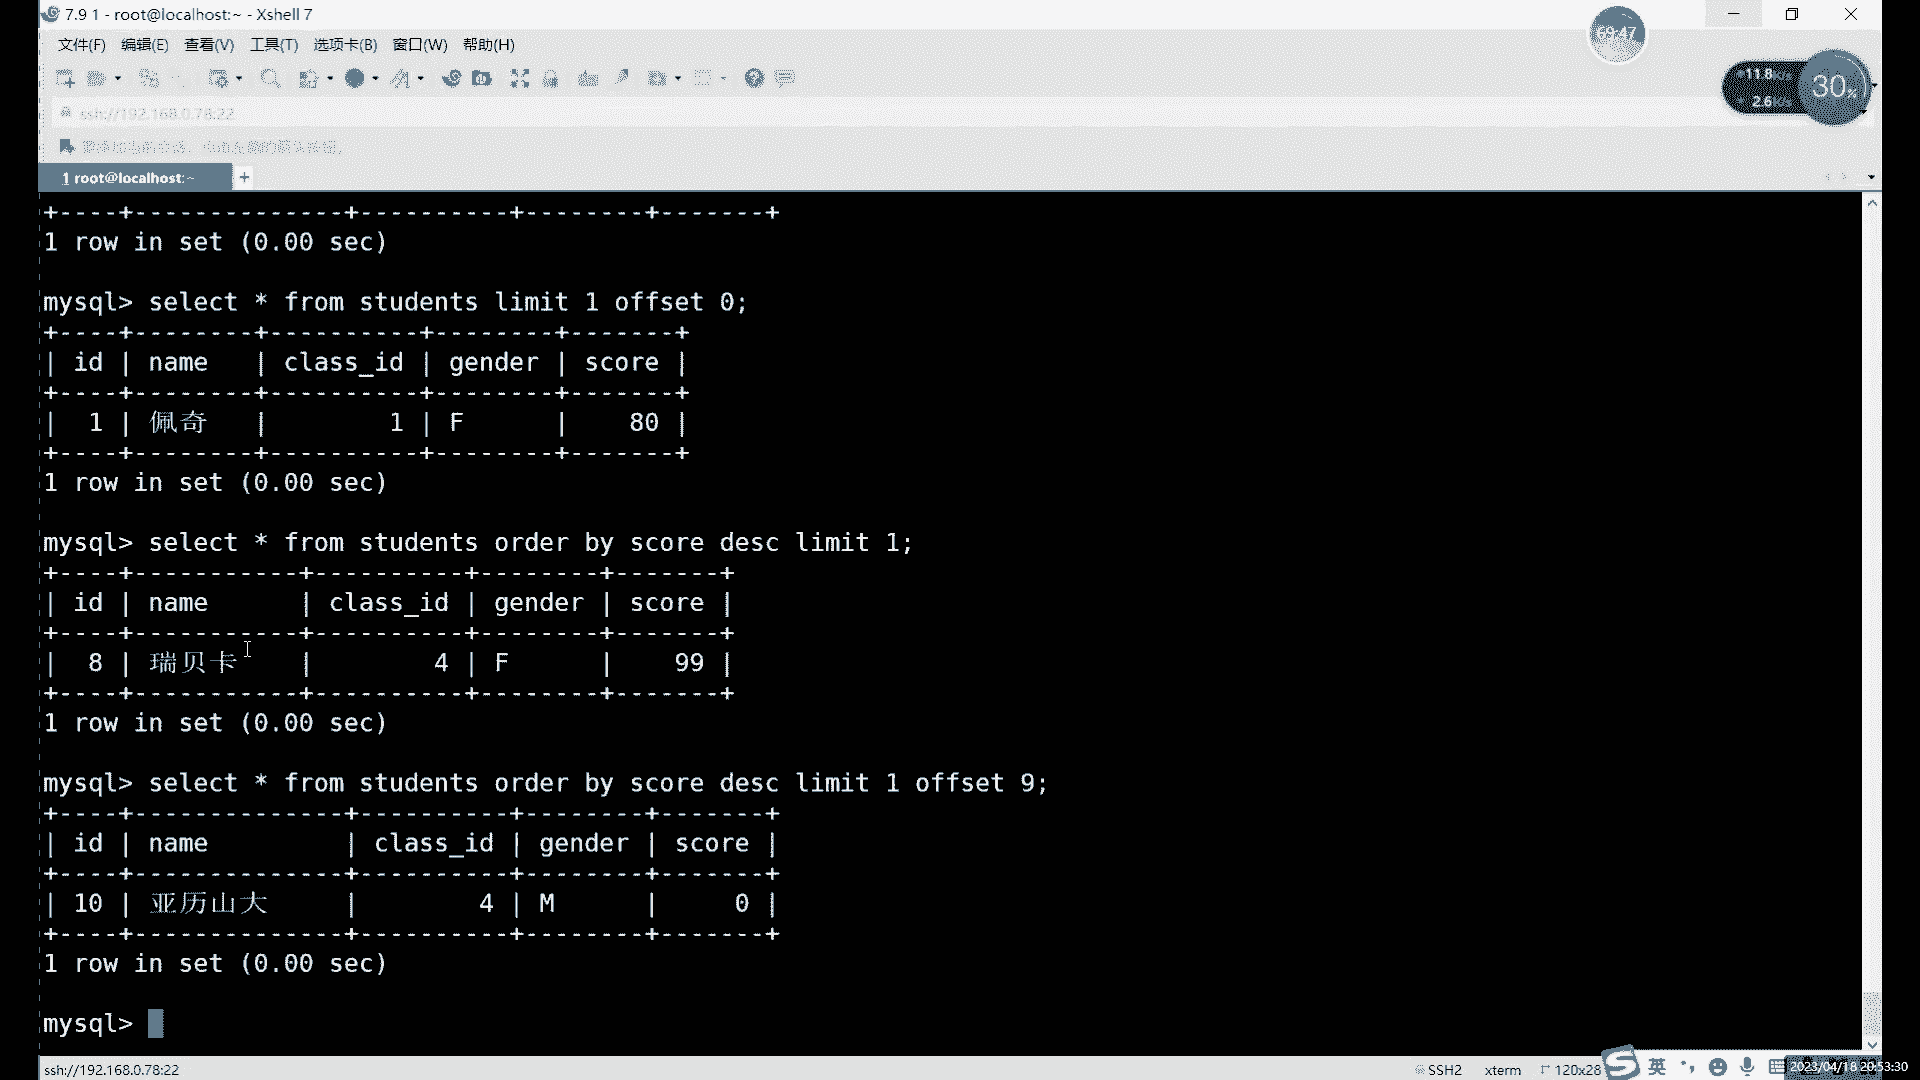 7.9 1 - root@localhost:~ - Xshell 7
文件(F) 编辑(E) 查看(V) 工具(T) 选项卡(B) 窗口(W) 帮助(H)
69:47
11.8K/s
30%
2.6K/s
ssh://192.168.0.78:22
1 root@localhost:~ +
+----+--------------+----------+--------+-------+
1 row in set (0.00 sec)
mysql> select * from students limit 1 offset 0;
+----+--------+----------+--------+-------+
| id | name   | class_id | gender | score |
+----+--------+----------+--------+-------+
|  1 | 佩奇   |        1 | F      |    80 |
+----+--------+----------+--------+-------+
1 row in set (0.00 sec)
mysql> select * from students order by score desc limit 1;
+----+-----------+----------+--------+-------+
| id | name      | class_id | gender | score |
+----+-----------+----------+--------+-------+
|  8 | 瑞贝卡    |        4 | F      |    99 |
+----+-----------+----------+--------+-------+
1 row in set (0.00 sec)
mysql> select * from students order by score desc limit 1 offset 9;
+----+--------------+----------+--------+-------+
| id | name         | class_id | gender | score |
+----+--------------+----------+--------+-------+
| 10 | 亚历山大     |        4 | M      |     0 |
+----+--------------+----------+--------+-------+
1 row in set (0.00 sec)
mysql>
ssh://192.168.0.78:22 SSH2 xterm 120x28 英 2023/04/18 20:53:30